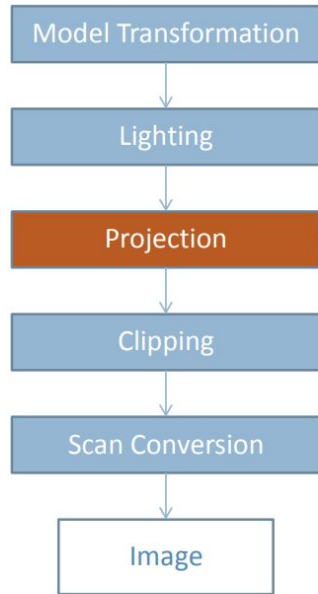 Model Transformation
Lighting
Projection
Clipping
Scan Conversion
Image